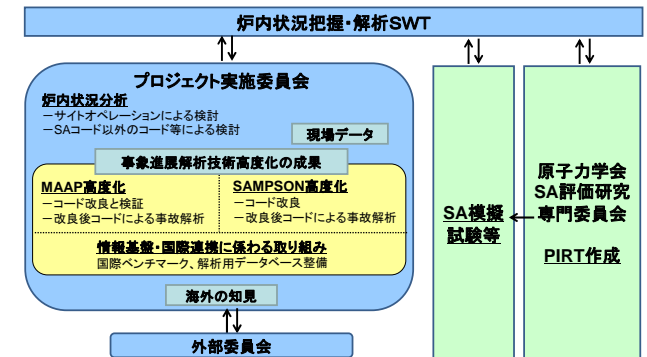 炉内状況把握・解析SWT
プロジェクト実施委員会
炉内状況分析
－サイトオペレーションによる検討
－SAコード以外のコード等による検討
現場データ
事象進展解析技術高度化の成果
MAAP高度化
－コード改良と検証
－改良後コードによる事故解析
SAMPSON高度化
－コード改良
－改良後コードによる事故解析
情報基盤・国際連携に係わる取り組み
国際ベンチマーク、解析用データベース整備
海外の知見
外部委員会
SA模擬
試験等
原子力学会
SA評価研究
専門委員会
PIRT作成